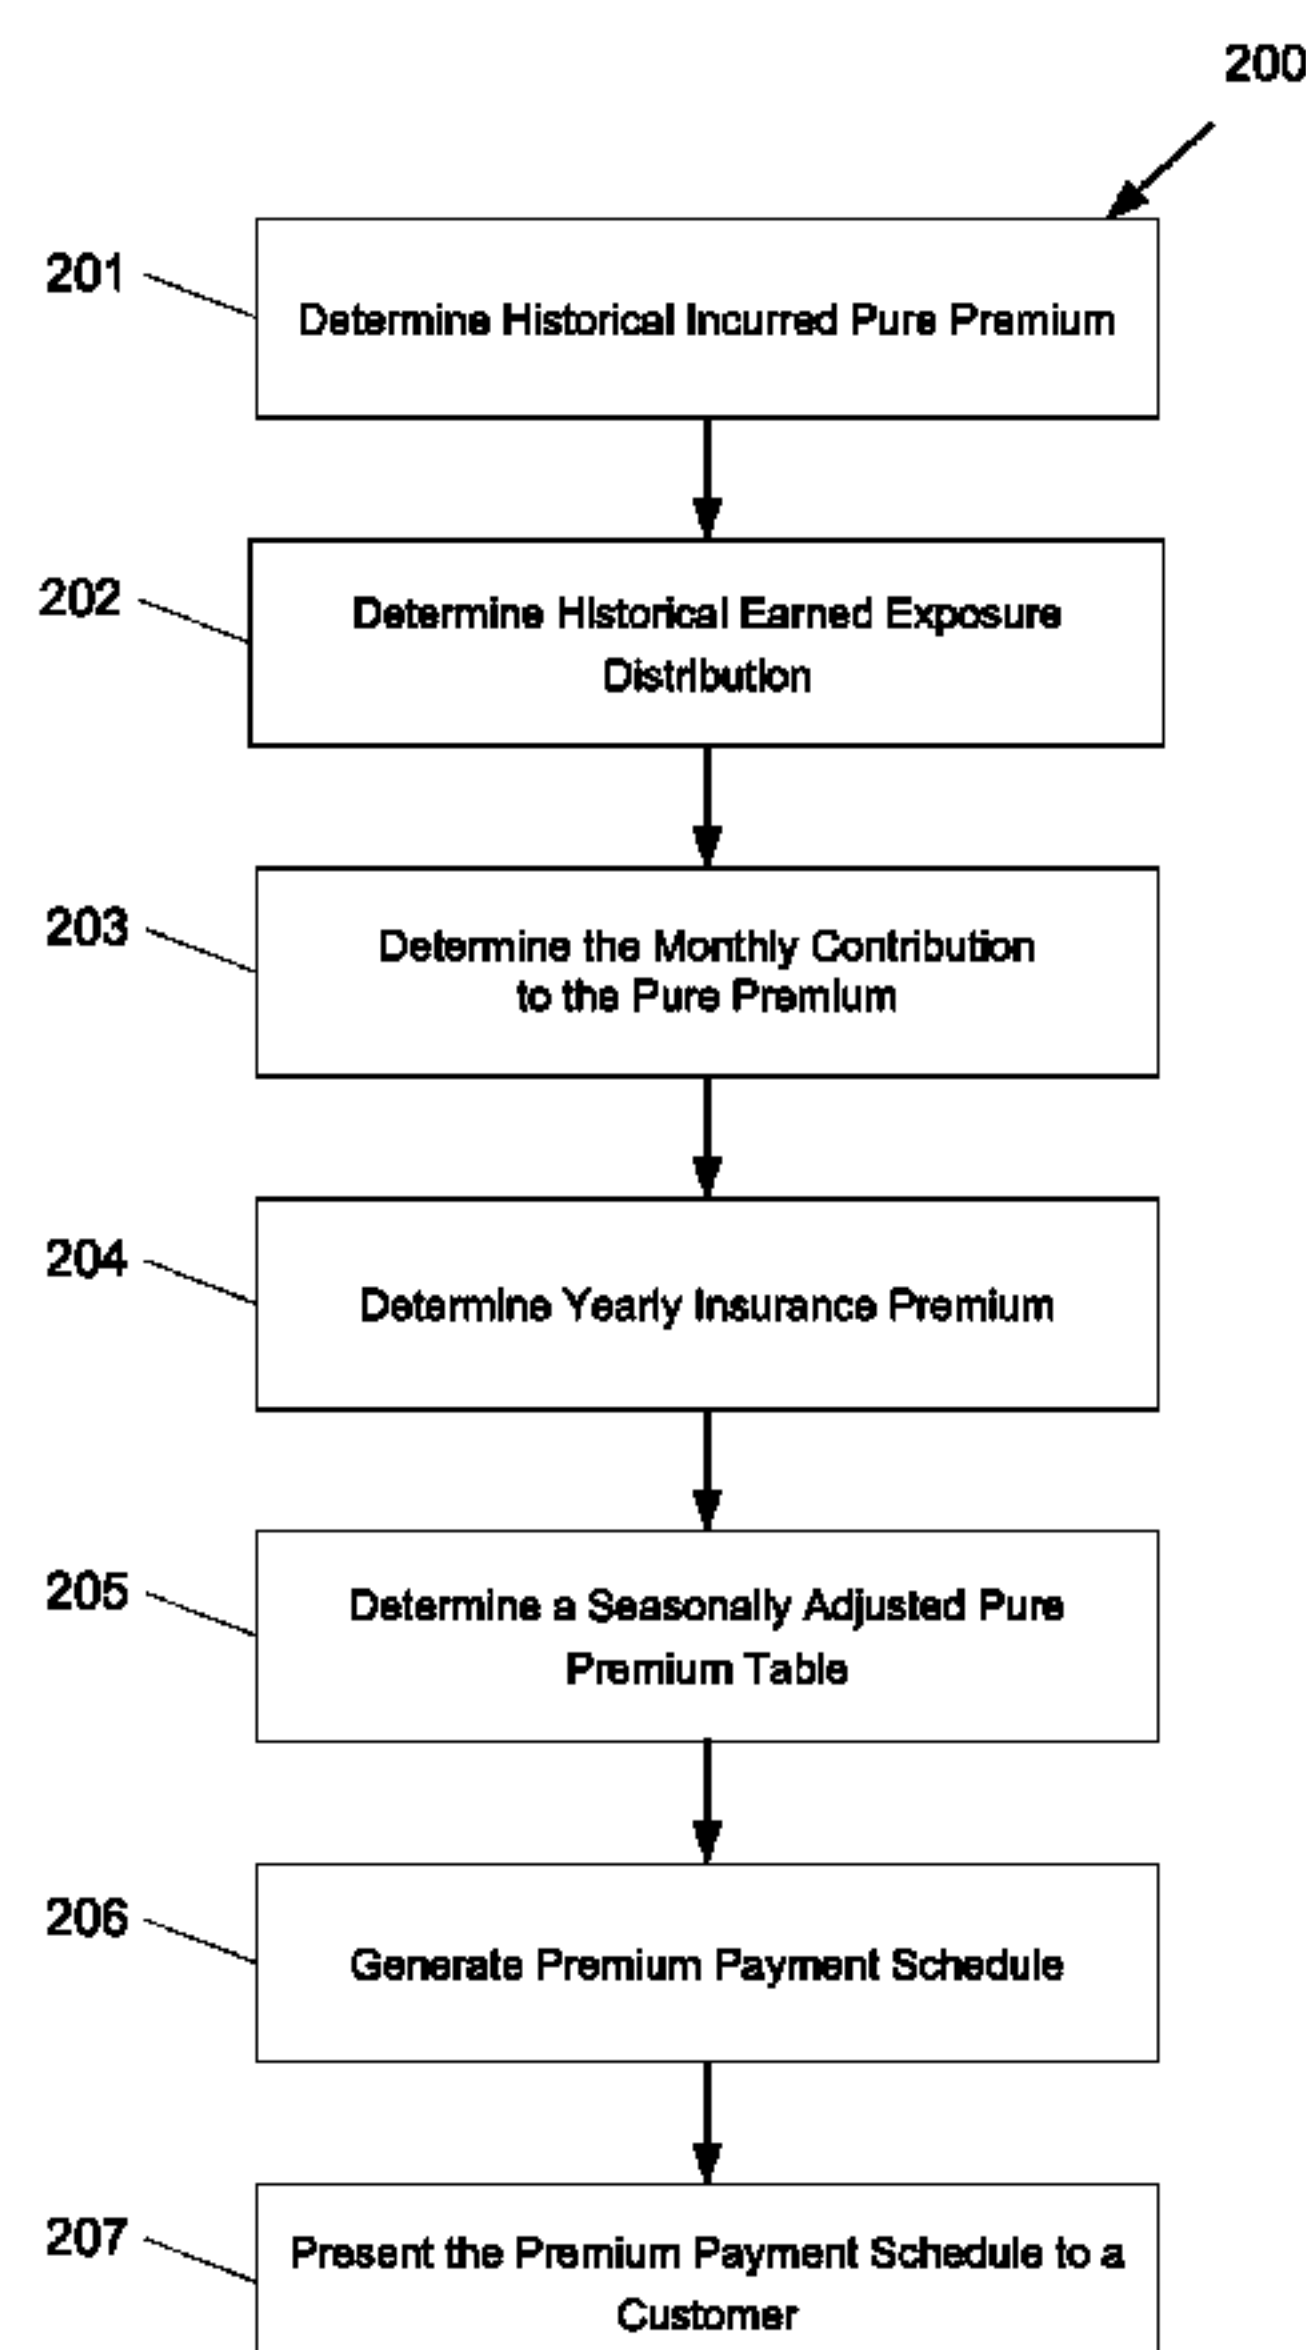 200
201
Determine Historical Incurred Pure Premium
202
Determine Historical Earned Exposure
Distribution
203
Determine the Monthly Contribution
to the Pure Premium
204
Determine Yearly Insurance Premium
205
Determine a Seasonally Adjusted Pure
Premium Table
206
Generate Premium Payment Schedule
207
Present the Premium Payment Schedule to a
Customer